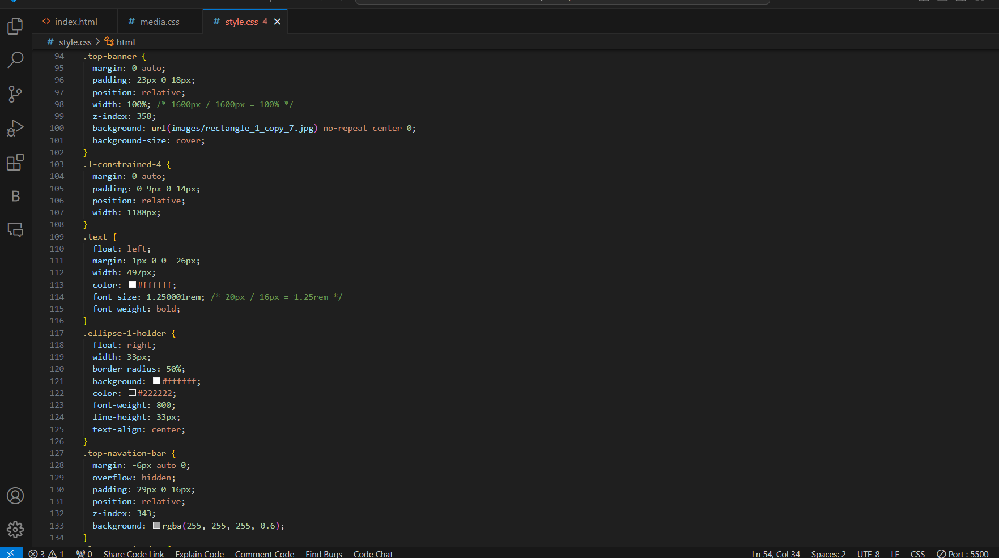 index.html
media.css
style.css 4
style.css > html
94 .top-banner {
95 margin: 0 auto;
96 padding: 23px 0 18px;
97 position: relative;
98 width: 100%; /* 1600px / 1600px = 100% */
99 z-index: 358;
100 background: url(images/rectangle_1_copy_7.jpg) no-repeat center 0;
101 background-size: cover;
102 }
103 .l-constrained-4 {
104 margin: 0 auto;
105 padding: 0 9px 0 14px;
106 position: relative;
107 width: 1188px;
108 }
109 .text {
110 float: left;
111 margin: 1px 0 0 -26px;
112 width: 497px;
113 color: #ffffff;
114 font-size: 1.250001rem; /* 20px / 16px = 1.25rem */
115 font-weight: bold;
116 }
117 .ellipse-1-holder {
118 float: right;
119 width: 33px;
120 border-radius: 50%;
121 background: #ffffff;
122 color: #222222;
123 font-weight: 800;
124 line-height: 33px;
125 text-align: center;
126 }
127 .top-navation-bar {
128 margin: -6px auto 0;
129 overflow: hidden;
130 padding: 29px 0 16px;
131 position: relative;
132 z-index: 343;
133 background: rgba(255, 255, 255, 0.6);
134 }
B
3 1 0 Share Code Link Explain Code Comment Code Find Bugs Code Chat Ln 54, Col 34 Spaces: 2 UTF-8 LF CSS Port : 5500